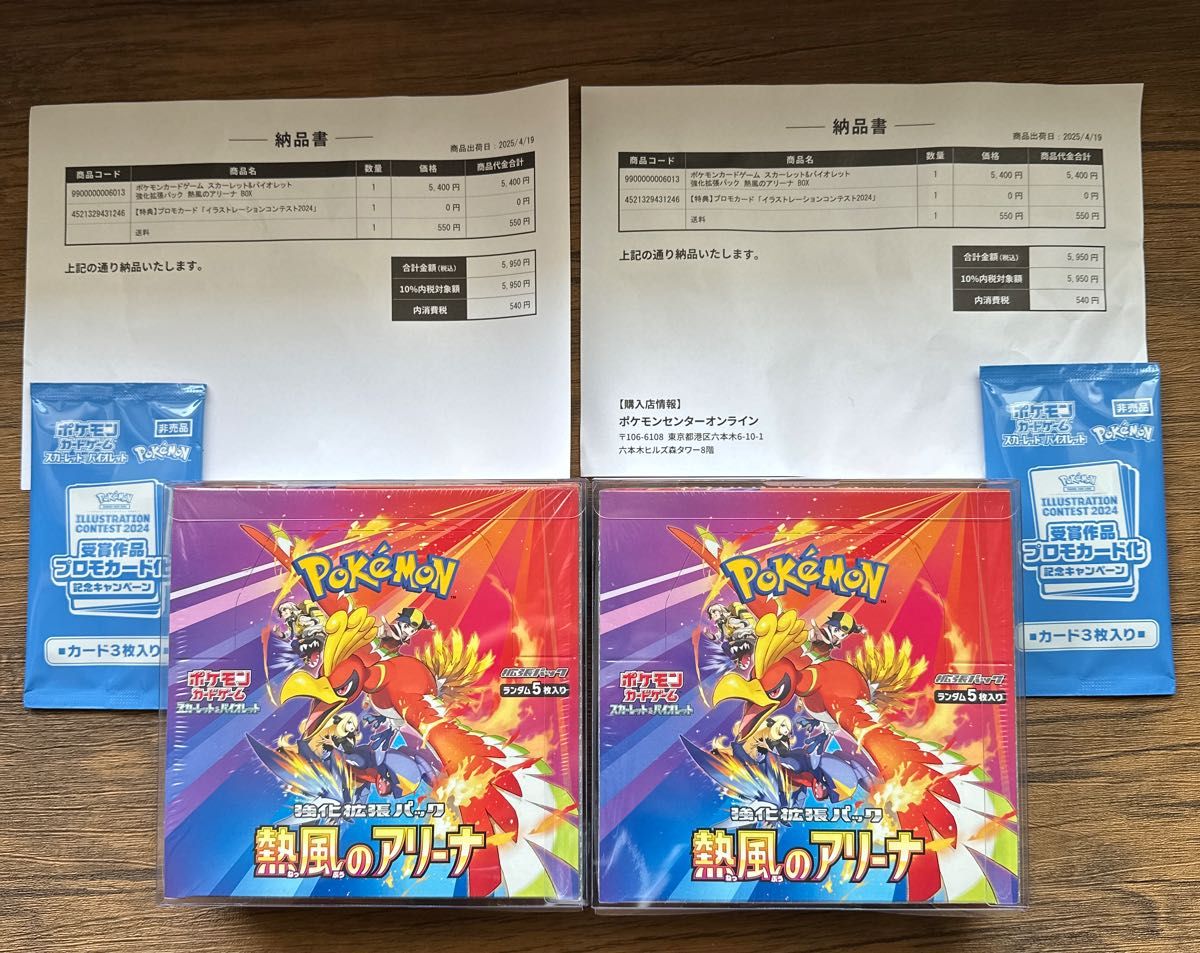 納品書
商品出荷日：2025/4/19
商品コード 商品名 数量 価格 商品代金合計
9900000006013 ポケモンカードゲーム スカーレット&バイオレット
強化拡張パック 熱風のアリーナ BOX 1 5,400円 5,400円
4521329431246 【特典】プロモカード「イラストレーションコンテスト2024」 1 0円 0円
送料 1 550円 550円
上記の通り納品いたします。
合計金額(税込) 5,950円
10%内税対象額 5,950円
内消費税 540円
納品書
商品出荷日：2025/4/19
商品コード 商品名 数量 価格 商品代金合計
9900000006013 ポケモンカードゲーム スカーレット&バイオレット
強化拡張パック 熱風のアリーナ BOX 1 5,400円 5,400円
4521329431246 【特典】プロモカード「イラストレーションコンテスト2024」 1 0円 0円
送料 1 550円 550円
上記の通り納品いたします。
合計金額(税込) 5,950円
10%内税対象額 5,950円
内消費税 540円
【購入店情報】
ポケモンセンターオンライン
〒106-6108 東京都港区六本木6-10-1
六本木ヒルズ森タワー8階
ポケモン
カードゲーム
スカーレット&バイオレット
非売品
Pokémon
Pokémon
ILLUSTRATION
CONTEST 2024
受賞作品
プロモカード化
記念キャンペーン
■カード3枚入り■
ポケモン
カードゲーム
スカーレット&バイオレット
非売品
Pokémon
Pokémon
ILLUSTRATION
CONTEST 2024
受賞作品
プロモカード化
記念キャンペーン
■カード3枚入り■
Pokémon
TM
ポケモン
カードゲーム
スカーレット&バイオレット
拡張パック
ランダム5枚入り
強化拡張パック
熱風のアリーナ
ねっ ぷう
Pokémon
TM
ポケモン
カードゲーム
スカーレット&バイオレット
拡張パック
ランダム5枚入り
強化拡張パック
熱風のアリーナ
ねっ ぷう